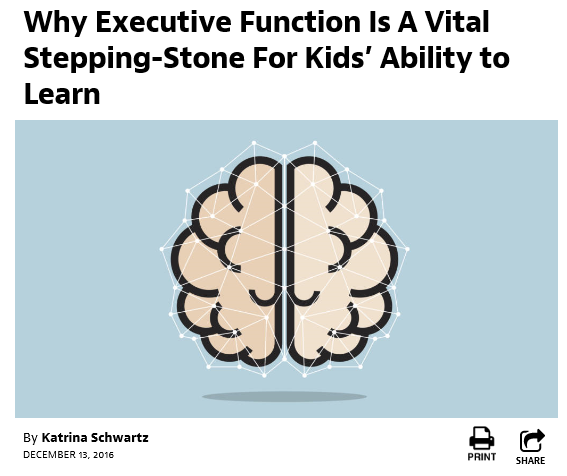 Why Executive Function Is A Vital
Stepping-Stone For Kids’ Ability to
Learn
By Katrina Schwartz
DECEMBER 13, 2016
PRINT
SHARE